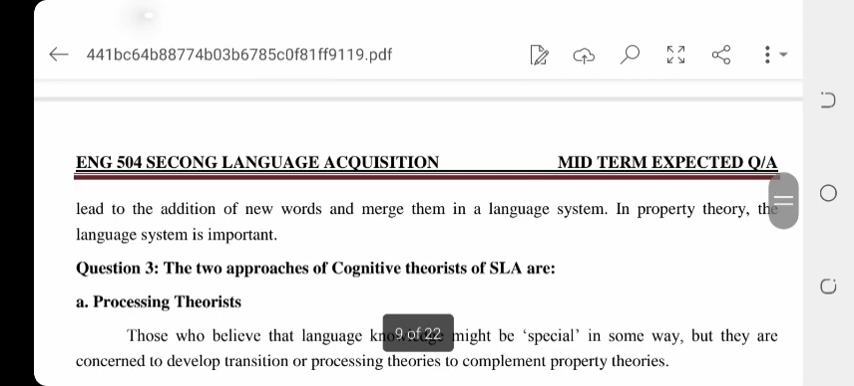 441bc64b88774b03b6785c0f81ff9119.pdf
ENG 504 SECONG LANGUAGE ACQUISITION MID TERM EXPECTED Q/A
lead to the addition of new words and merge them in a language system. In property theory, the
language system is important.
Question 3: The two approaches of Cognitive theorists of SLA are:
a. Processing Theorists
Those who believe that language might be ‘special’ in some way, but they are
9 of 22
concerned to develop transition or processing theories to complement property theories.